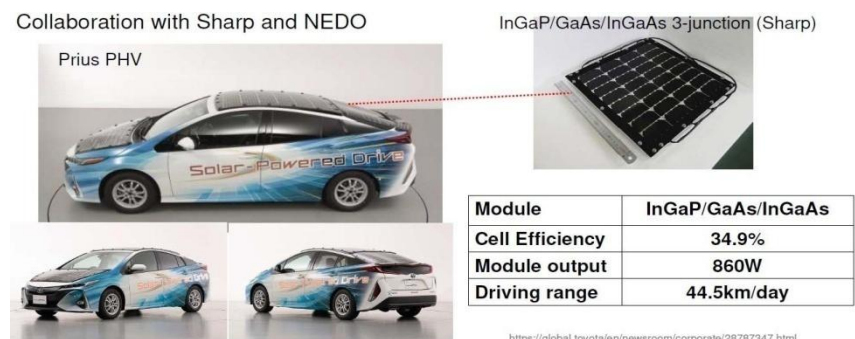 Collaboration with Sharp and NEDO
InGaP/GaAs/InGaAs 3-junction (Sharp)
Prius PHV
Solar-Powered Drive
Module InGaP/GaAs/InGaAs
Cell Efficiency 34.9%
Module output 860W
Driving range 44.5km/day